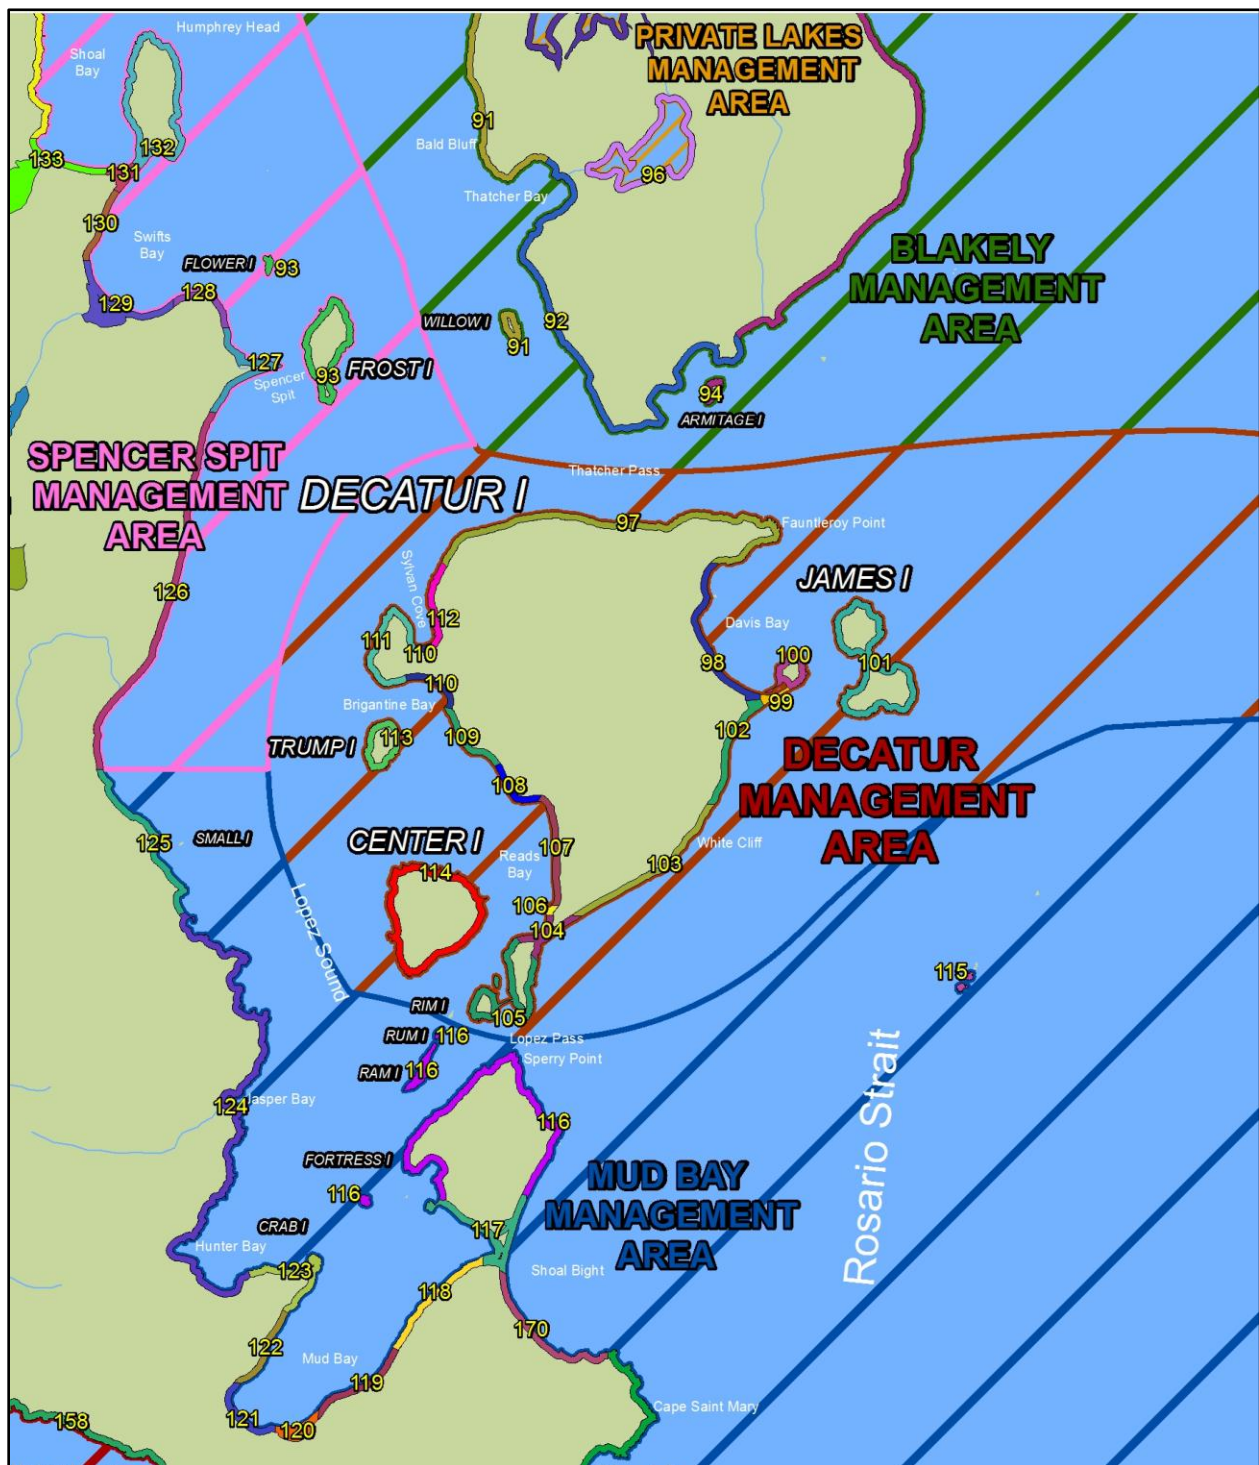 Humphrey Head
Shoal
Bay
PRIVATE LAKES
MANAGEMENT
AREA
91
Bald Bluff
133
131
132
96
Thatcher Bay
130
Swifts
Bay
FLOWER I
93
BLAKELY
MANAGEMENT
AREA
129
128
WILLOW I
92
91
127
Spencer
Spit
93
FROST I
94
ARMITAGE I
SPENCER SPIT
MANAGEMENT
AREA
DECATUR I
Thatcher Pass
97
Fauntleroy Point
126
Sylvan Cove
JAMES I
112
111
110
Davis Bay
98
100
101
110
99
Brigantine Bay
113
109
102
TRUMP I
DECATUR
MANAGEMENT
AREA
108
125
SMALL I
CENTER I
107
Reads
Bay
White Cliff
103
114
106
104
Lopez Sound
115
RIM I
105
RUM I
116
Lopez Pass
Sperry Point
RAM I
116
Rosario Strait
124
Jasper Bay
116
FORTRESS I
116
MUD BAY
MANAGEMENT
AREA
CRAB I
117
Hunter Bay
123
Shoal Bight
118
122
170
Mud Bay
119
121
120
Cape Saint Mary
158